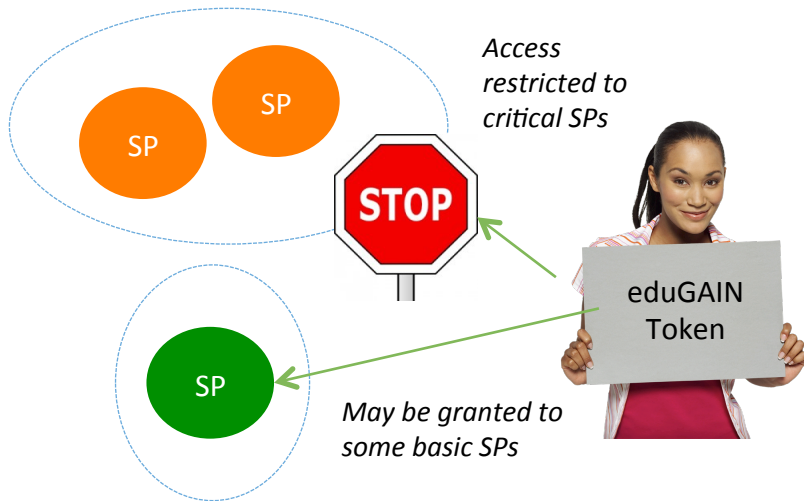 Access
restricted to
critical SPs
SP
SP
STOP
eduGAIN
Token
SP
May be granted to
some basic SPs